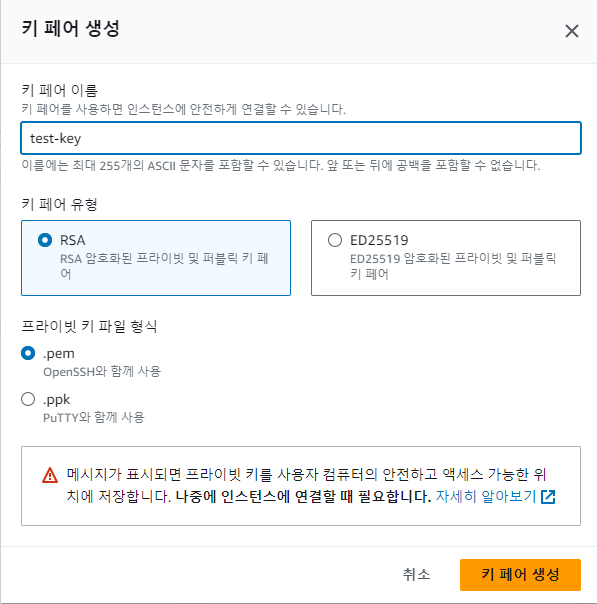 키 페어 생성
키 페어 이름
키 페어를 사용하면 인스턴스에 안전하게 연결할 수 있습니다.
test-key
이름에는 최대 255개의 ASCII 문자를 포함할 수 있습니다. 앞 또는 뒤에 공백을 포함할 수 없습니다.
키 페어 유형
RSA
RSA 암호화된 프라이빗 및 퍼블릭 키 페
어
ED25519
ED25519 암호화된 프라이빗 및 퍼블릭
키 페어
프라이빗 키 파일 형식
.pem
OpenSSH와 함께 사용
.ppk
PuTTY와 함께 사용
메시지가 표시되면 프라이빗 키를 사용자 컴퓨터의 안전하고 액세스 가능한 위
치에 저장합니다. 나중에 인스턴스에 연결할 때 필요합니다. 자세히 알아보기
취소
키 페어 생성